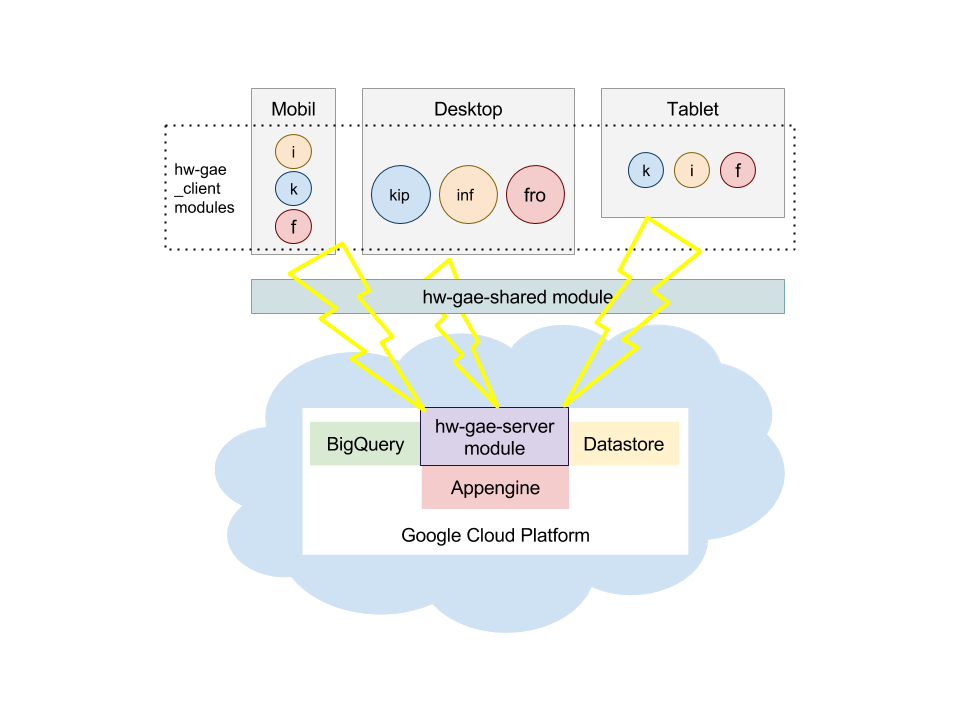 Mobil
Desktop
Tablet
hw-gae
_client
modules
i
k
f
kip
inf
fro
k
i
f
hw-gae-shared module
BigQuery
hw-gae-server
module
Datastore
Appengine
Google Cloud Platform